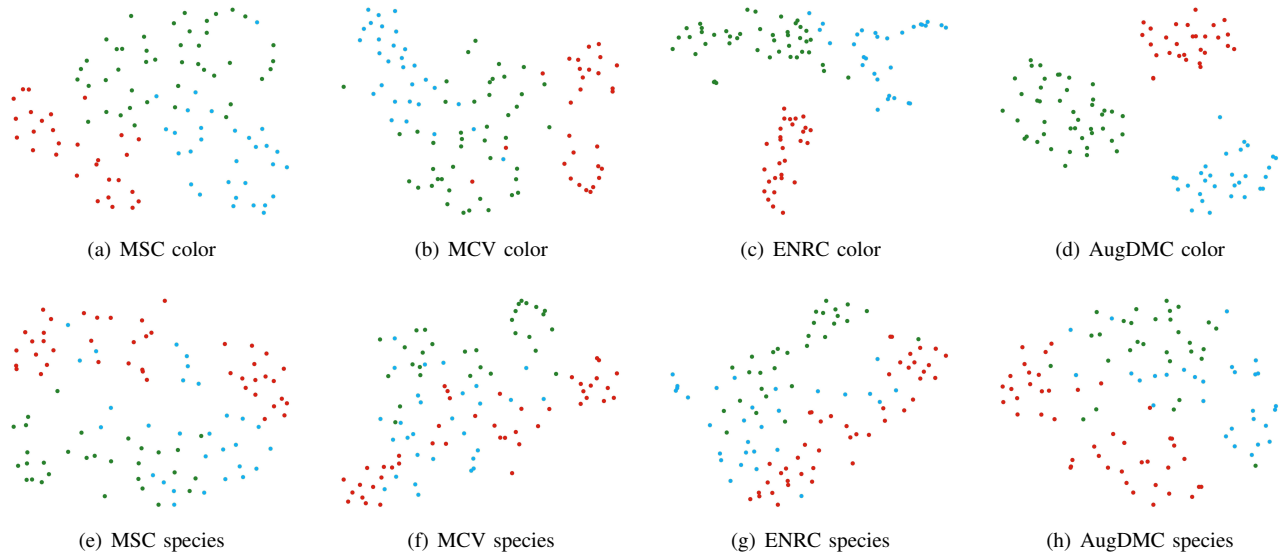 (a) MSC color
(b) MCV color
(c) ENRC color
(d) AugDMC color
(e) MSC species
(f) MCV species
(g) ENRC species
(h) AugDMC species